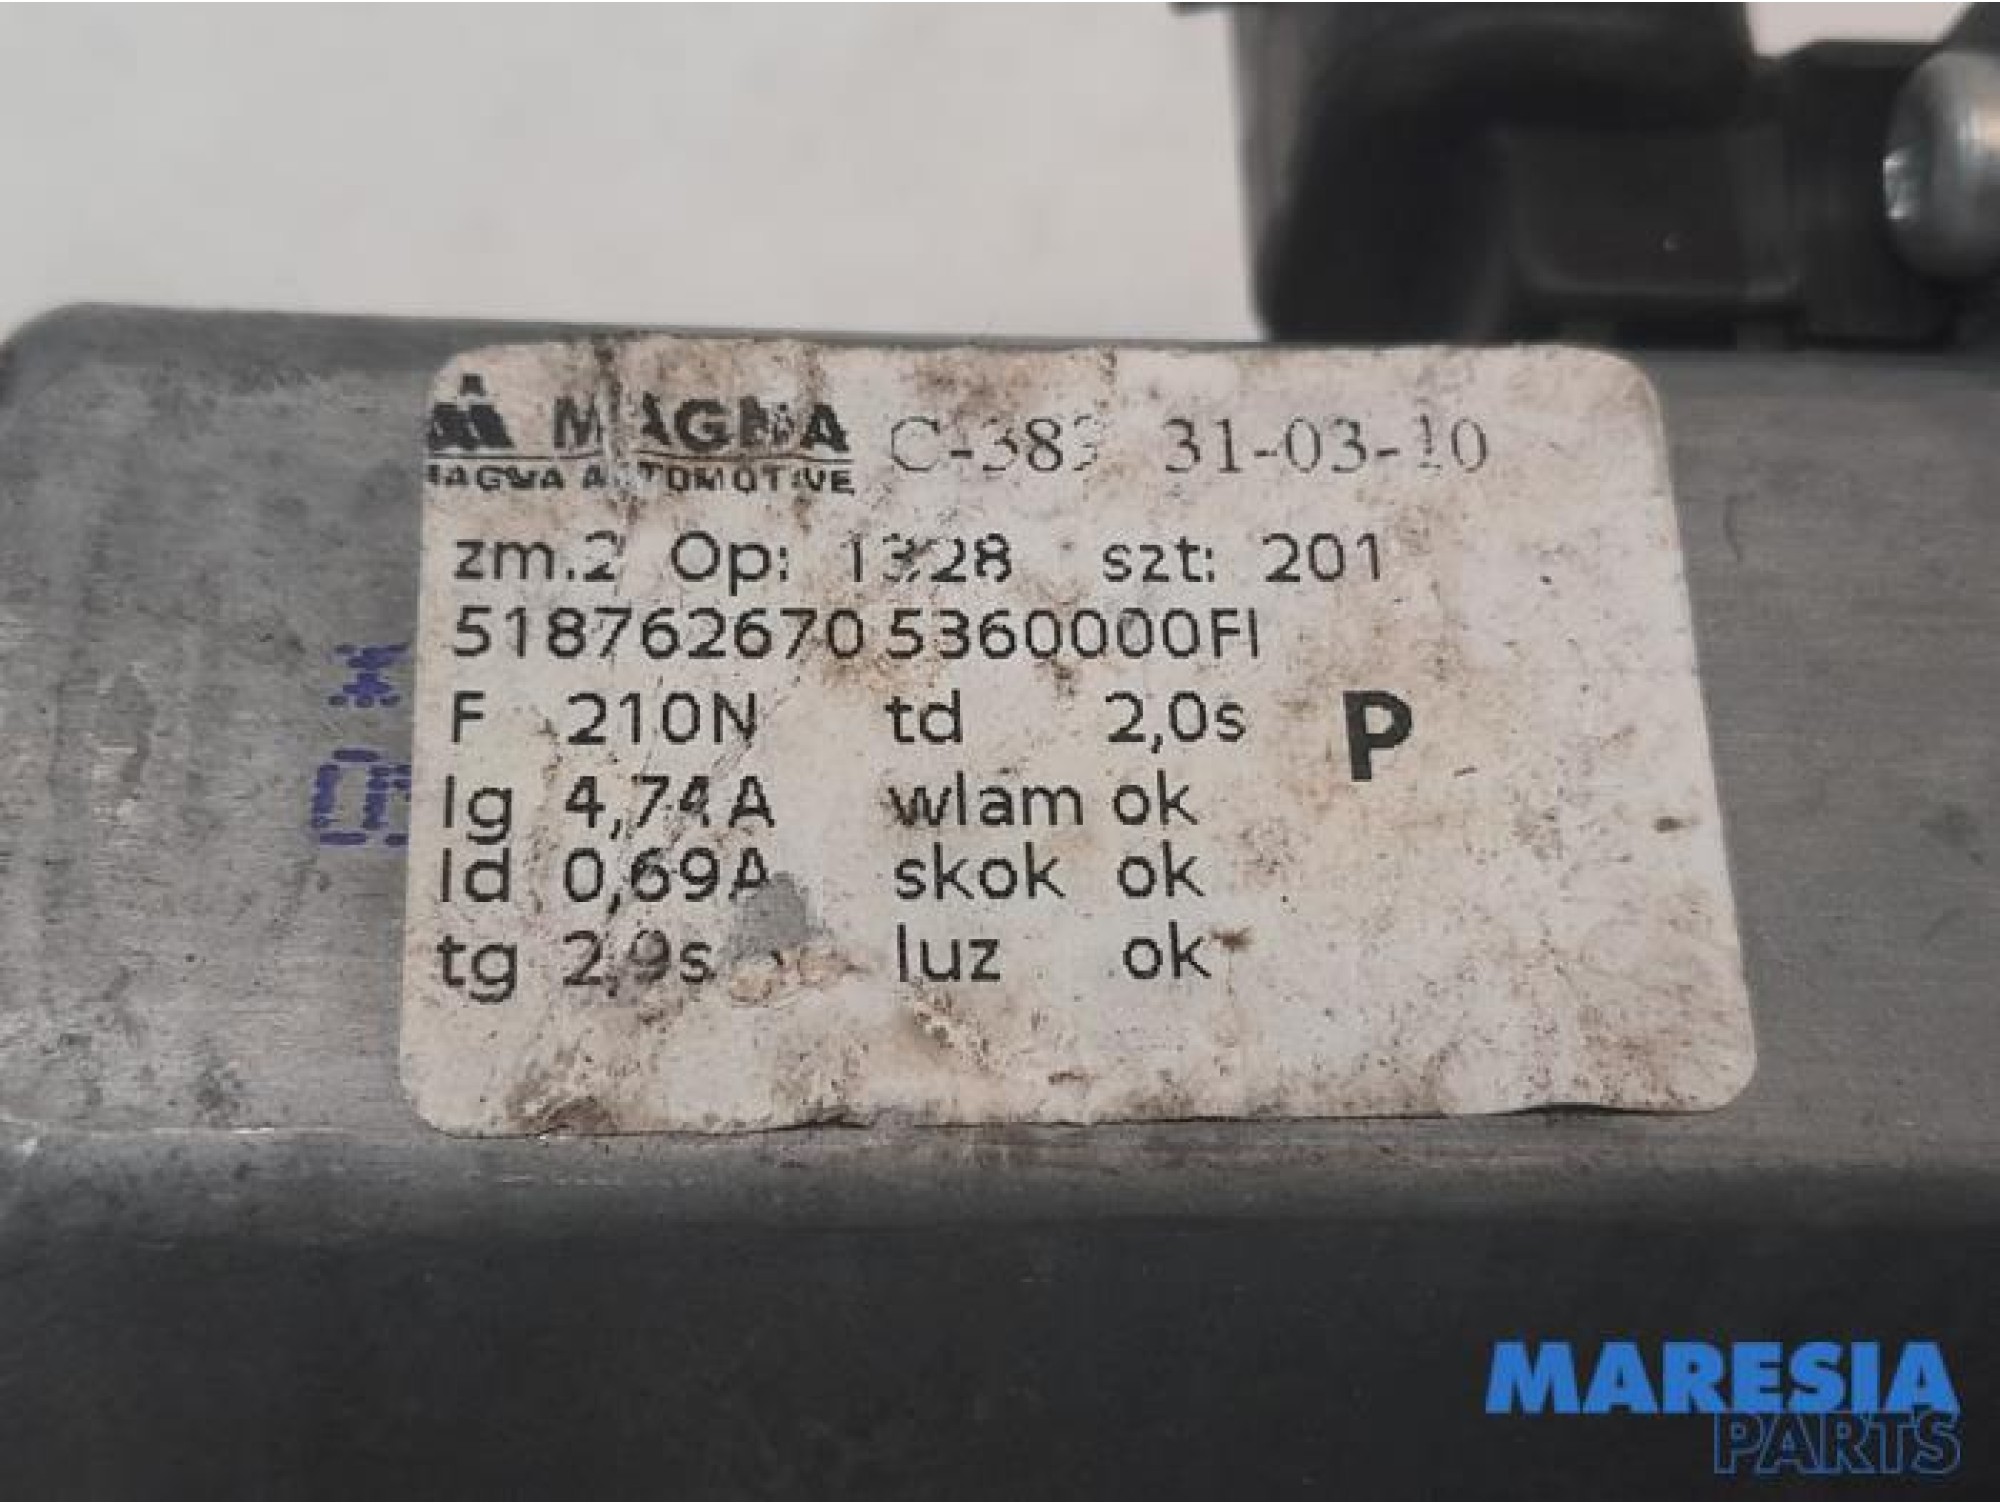 MAGNA C-383 31-03-10
MAGNA AUTOMOTIVE
zm.2 Op: 1328 szt: 201
518762670 5360000FI
F 210N td 2,0s P
Ig 4,74A wlam ok
Id 0,69A skok ok
tg 2,9s luz ok
MARESIA
PARTS